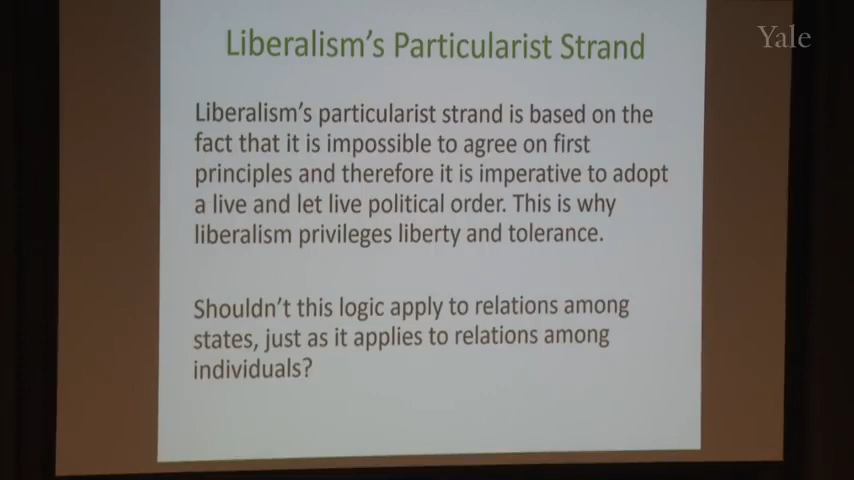 Liberalism's Particularist Strand
Yale
Liberalism's particularist strand is based on the
fact that it is impossible to agree on first
principles and therefore it is imperative to adopt
a live and let live political order. This is why
liberalism privileges liberty and tolerance.
Shouldn't this logic apply to relations among
states, just as it applies to relations among
individuals?